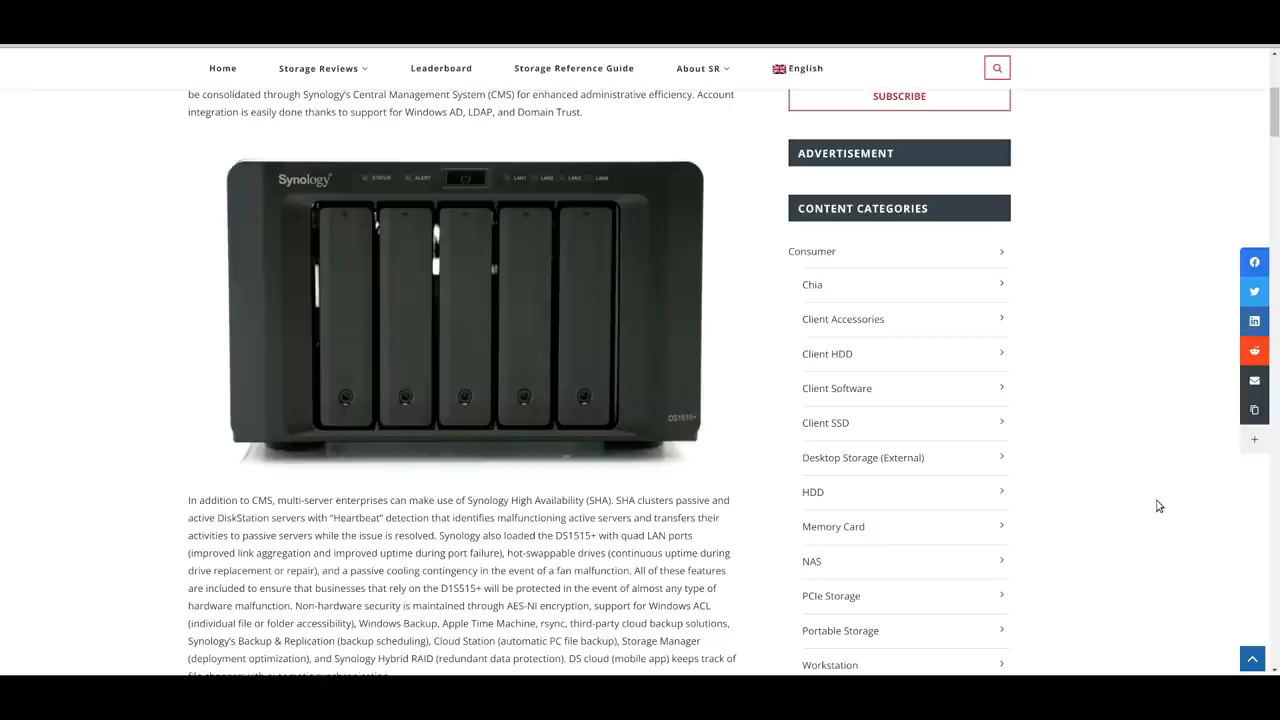 Home
Storage Reviews
Leaderboard
Storage Reference Guide
About SR
English
be consolidated through Synology's Central Management System (CMS) for enhanced administrative efficiency. Account
integration is easily done thanks to support for Windows AD, LDAP, and Domain Trust.
Synology
STATUS
ALERT
LAN1
LAN2
LAN3
LAN4
DS1515+
In addition to CMS, multi-server enterprises can make use of Synology High Availability (SHA). SHA clusters passive and
active DiskStation servers with "Heartbeat" detection that identifies malfunctioning active servers and transfers their
activities to passive servers while the issue is resolved. Synology also loaded the DS1515+ with quad LAN ports
(improved link aggregation and improved uptime during port failure), hot-swappable drives (continuous uptime during
drive replacement or repair), and a passive cooling contingency in the event of a fan malfunction. All of these features
are included to ensure that businesses that rely on the D1S515+ will be protected in the event of almost any type of
hardware malfunction. Non-hardware security is maintained through AES-NI encryption, support for Windows ACL
(individual file or folder accessibility), Windows Backup, Apple Time Machine, rsync, third-party cloud backup solutions,
Synology's Backup & Replication (backup scheduling), Cloud Station (automatic PC file backup), Storage Manager
(deployment optimization), and Synology Hybrid RAID (redundant data protection). DS cloud (mobile app) keeps track of
SUBSCRIBE
ADVERTISEMENT
CONTENT CATEGORIES
Consumer
Chia
Client Accessories
Client HDD
Client Software
Client SSD
Desktop Storage (External)
HDD
Memory Card
NAS
PCIe Storage
Portable Storage
Workstation